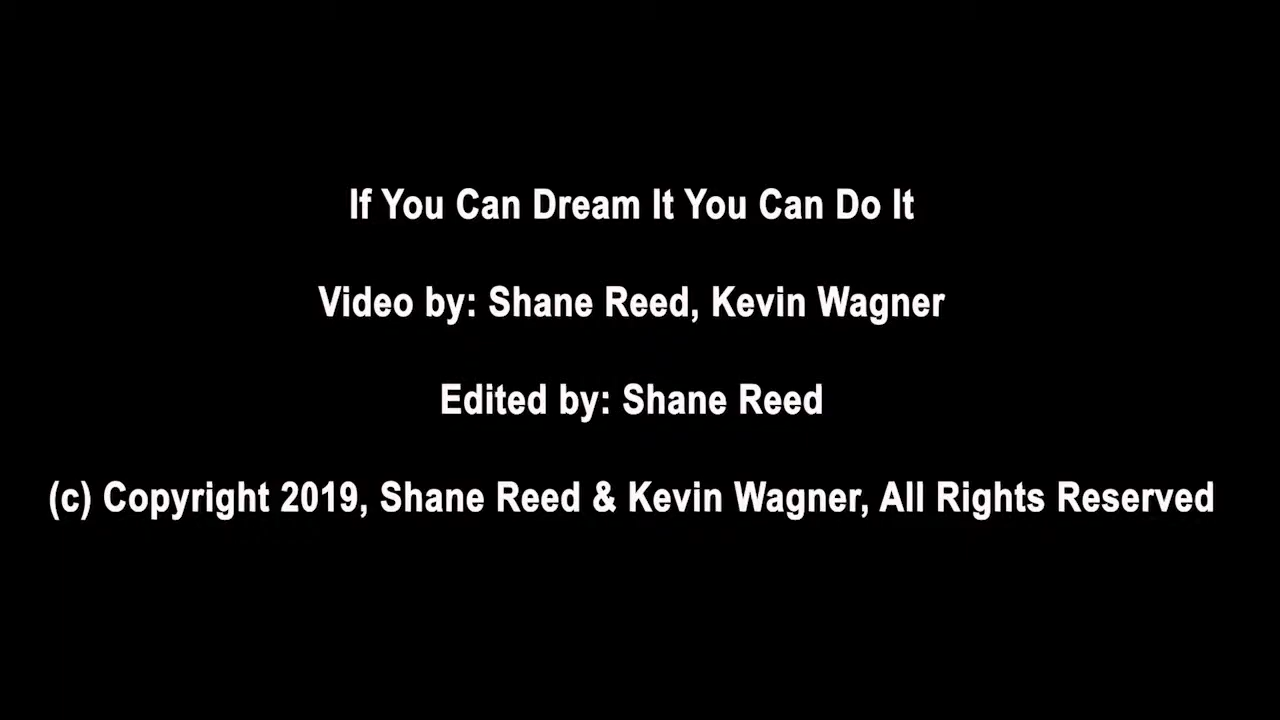 If You Can Dream It You Can Do It
Video by: Shane Reed, Kevin Wagner
Edited by: Shane Reed
(c) Copyright 2019, Shane Reed & Kevin Wagner, All Rights Reserved